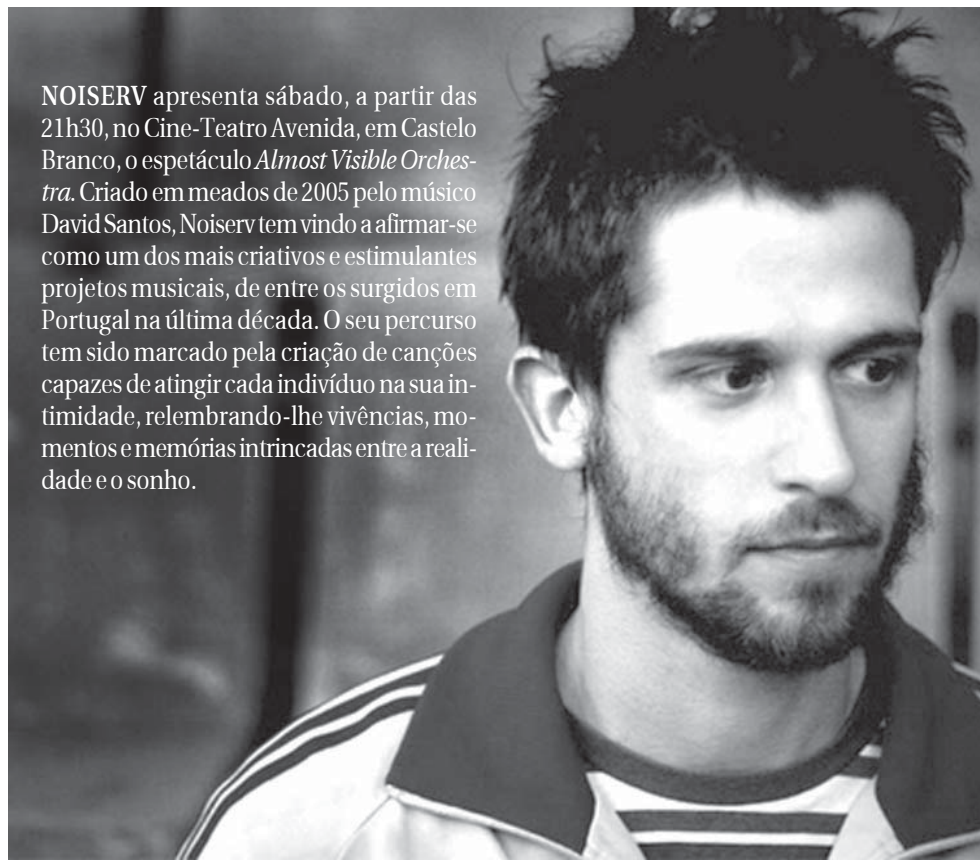 NOISERV apresenta sábado, a partir das
21h30, no Cine-Teatro Avenida, em Castelo
Branco, o espetáculo Almost Visible Orches-
tra. Criado em meados de 2005 pelo músico
David Santos, Noiserv tem vindo a afirmar-se
como um dos mais criativos e estimulantes
projetos musicais, de entre os surgidos em
Portugal na última década. O seu percurso
tem sido marcado pela criação de canções
capazes de atingir cada indivíduo na sua in-
timidade, relembrando-lhe vivências, mo-
mentos e memórias intrincadas entre a reali-
dade e o sonho.